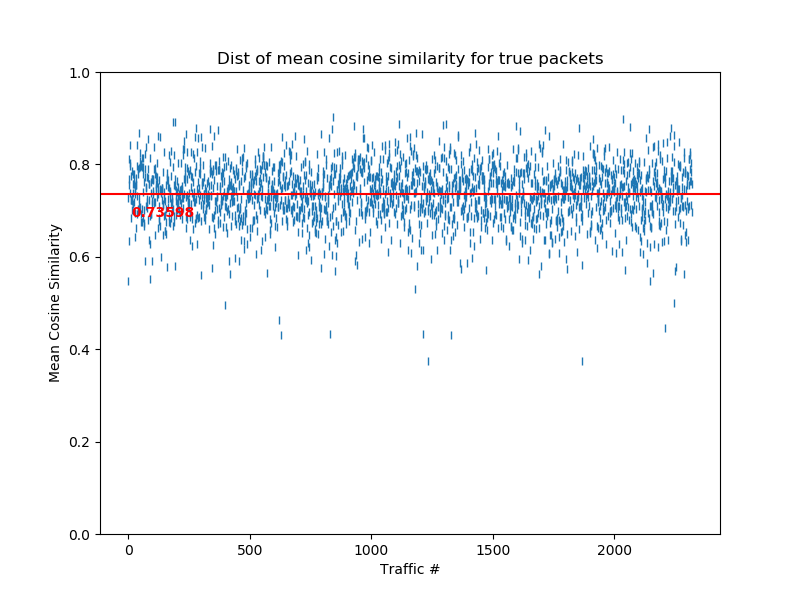 Dist of mean cosine similarity for true packets
1.0
0.8
0.73598
0.6
0.4
0.2
0.0
Mean Cosine Similarity
0 500 1000 1500 2000
Traffic #